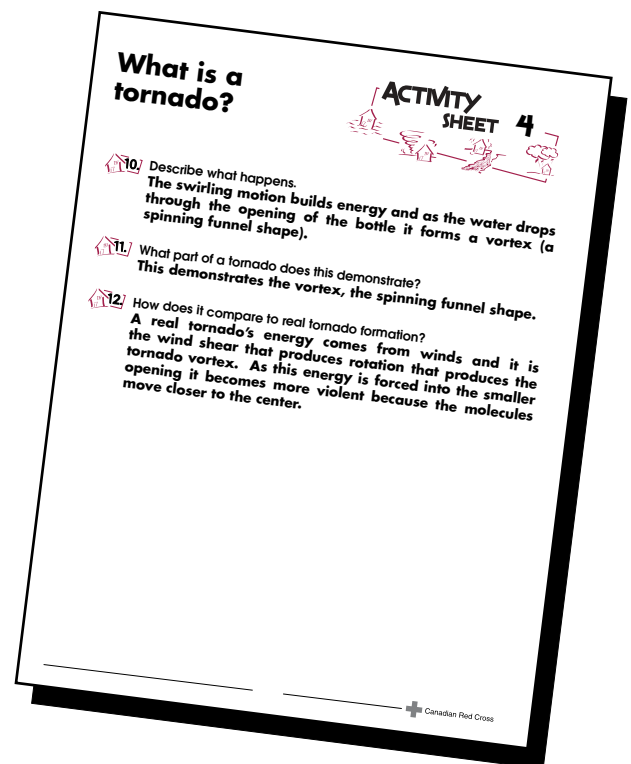 What is a
tornado?
ACTIVITY
SHEET 4
10. Describe what happens.
The swirling motion builds energy and as the water drops
through the opening of the bottle it forms a vortex (a
spinning funnel shape).
11. What part of a tornado does this demonstrate?
This demonstrates the vortex, the spinning funnel shape.
12. How does it compare to real tornado formation?
A real tornado's energy comes from winds and it is
the wind shear that produces rotation that produces the
tornado vortex. As this energy is forced into the smaller
opening it becomes more violent because the molecules
move closer to the center.
Canadian Red Cross